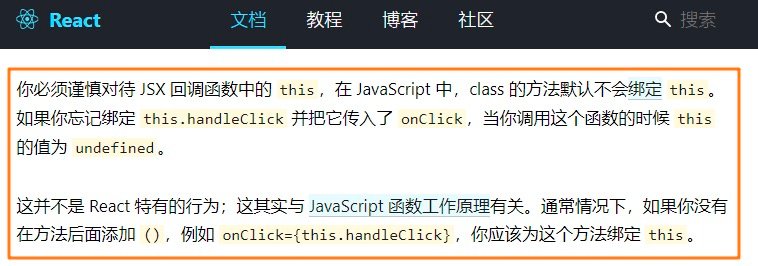 React 文档 教程 博客 社区 搜索
你必须谨慎对待 JSX 回调函数中的 this，在 JavaScript 中，class 的方法默认不会绑定 this。
如果你忘记绑定 this.handleClick 并把它传入了 onClick，当你调用这个函数的时候 this
的值为 undefined。
这并不是 React 特有的行为；这其实与 JavaScript 函数工作原理有关。通常情况下，如果你没有
在方法后面添加 ()，例如 onClick={this.handleClick}，你应该为这个方法绑定 this。